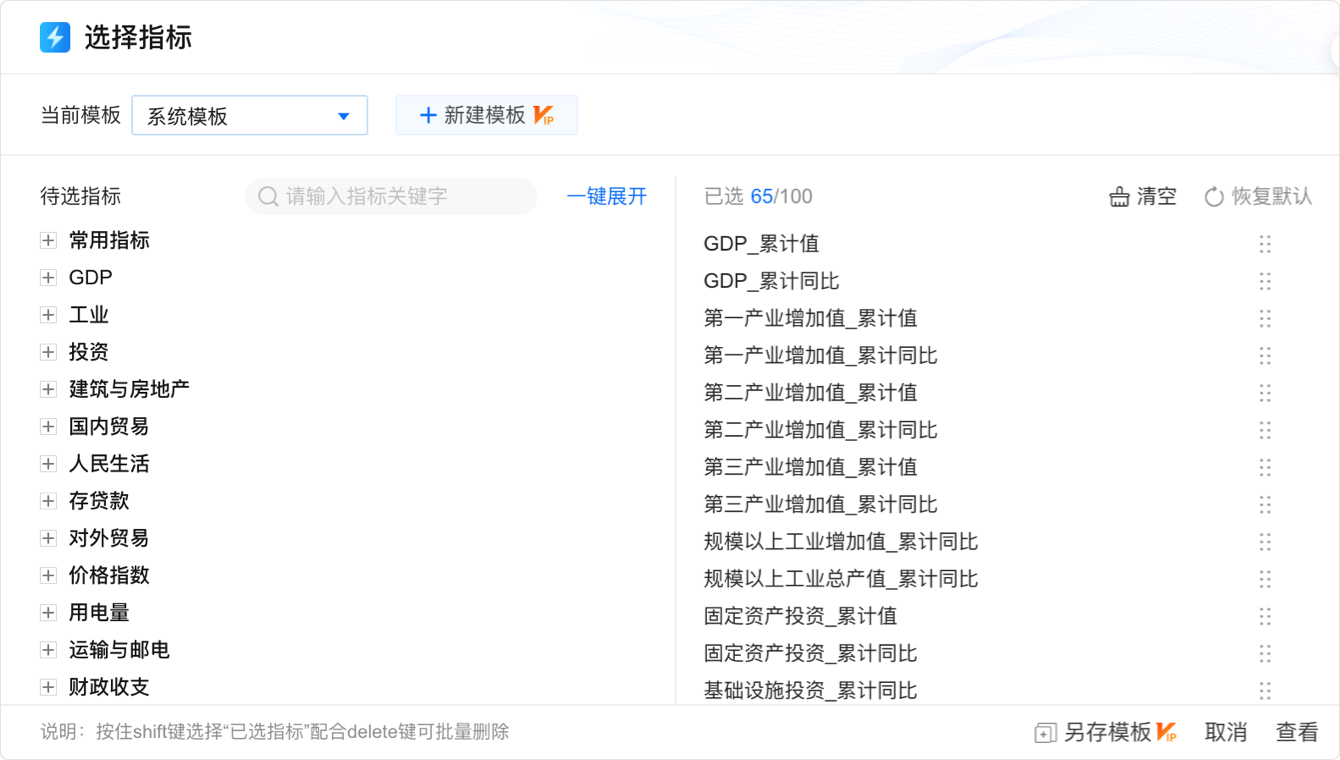 选择指标
当前模板 系统模板 新建模板 VIP
待选指标 请输入指标关键字 一键展开
常用指标
GDP
工业
投资
建筑与房地产
国内贸易
人民生活
存贷款
对外贸易
价格指数
用电量
运输与邮电
财政收支
已选 65/100 清空 恢复默认
GDP_累计值
GDP_累计同比
第一产业增加值_累计值
第一产业增加值_累计同比
第二产业增加值_累计值
第二产业增加值_累计同比
第三产业增加值_累计值
第三产业增加值_累计同比
规模以上工业增加值_累计同比
规模以上工业总产值_累计同比
固定资产投资_累计值
固定资产投资_累计同比
基础设施投资_累计同比
说明：按住shift键选择“已选指标”配合delete键可批量删除
另存模板 VIP 取消 查看